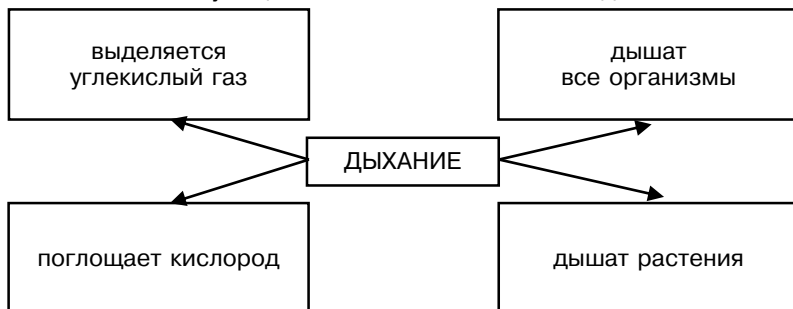 выделяется
углекислый газ
дышат
все организмы
ДЫХАНИЕ
поглощает кислород
дышат растения